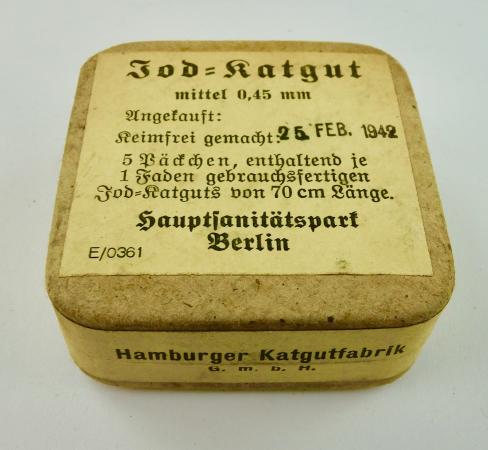 Jod=Katgut
mittel 0,45 mm
Angekauft:
Keimfrei gemacht: 25. FEB. 1942
5 Päckchen, enthaltend je
1 Faden gebrauchsfertigen
Jod=Katguts von 70 cm Länge.
Hauptsanitätspark
Berlin
E/0361
Hamburger Katgutfabrik
G. m. b. H.